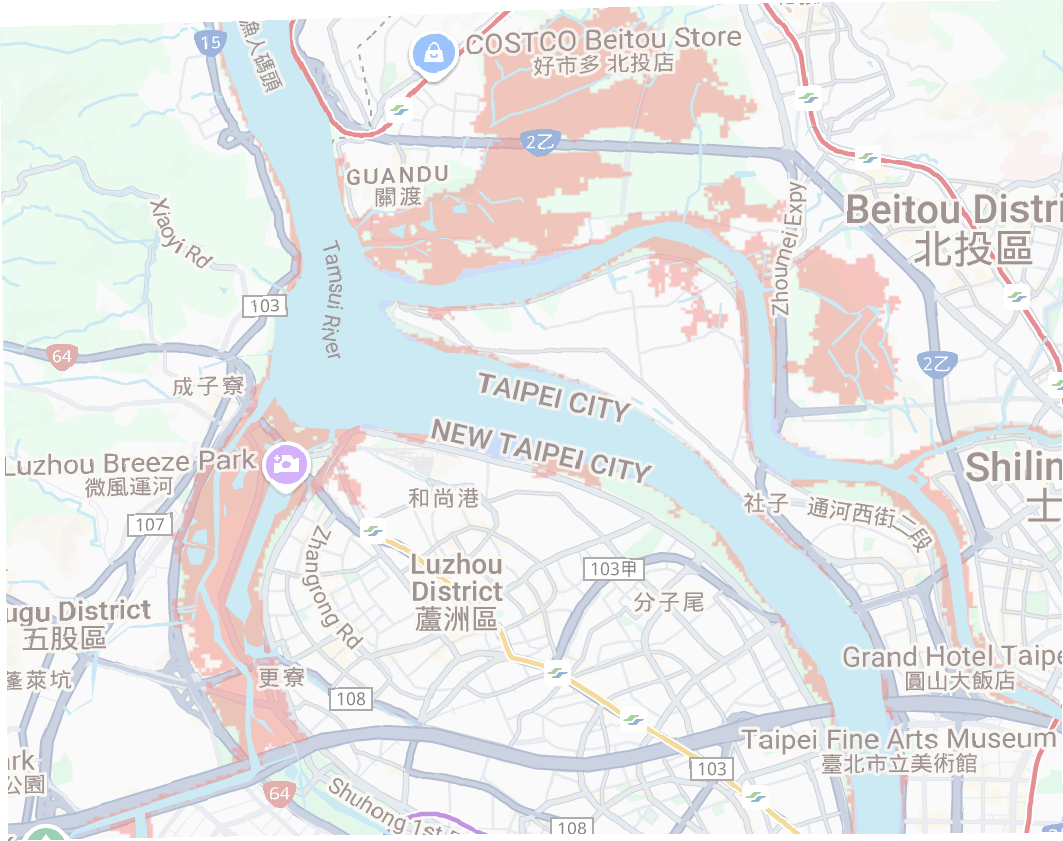 15
漁人碼頭
COSTCO Beitou Store
好市多 北投店
2乙
GUANDU
關渡
Xiaoyi Rd
Zhoumei Expy
Beitou Distri
北投區
Tamsui River
103
64
成子寮
2乙
TAIPEI CITY
NEW TAIPEI CITY
Luzhou Breeze Park
微風運河
Shilin
士
和尚港
社子
通河西街二段
107
Zhangrong Rd
Luzhou
District
蘆洲區
103甲
分子尾
ugu District
五股區
Grand Hotel Taipe
圓山大飯店
蓬萊坑
更寮
108
Taipei Fine Arts Museum
臺北市立美術館
ark
公園
103
64
Shuhong 1st
108